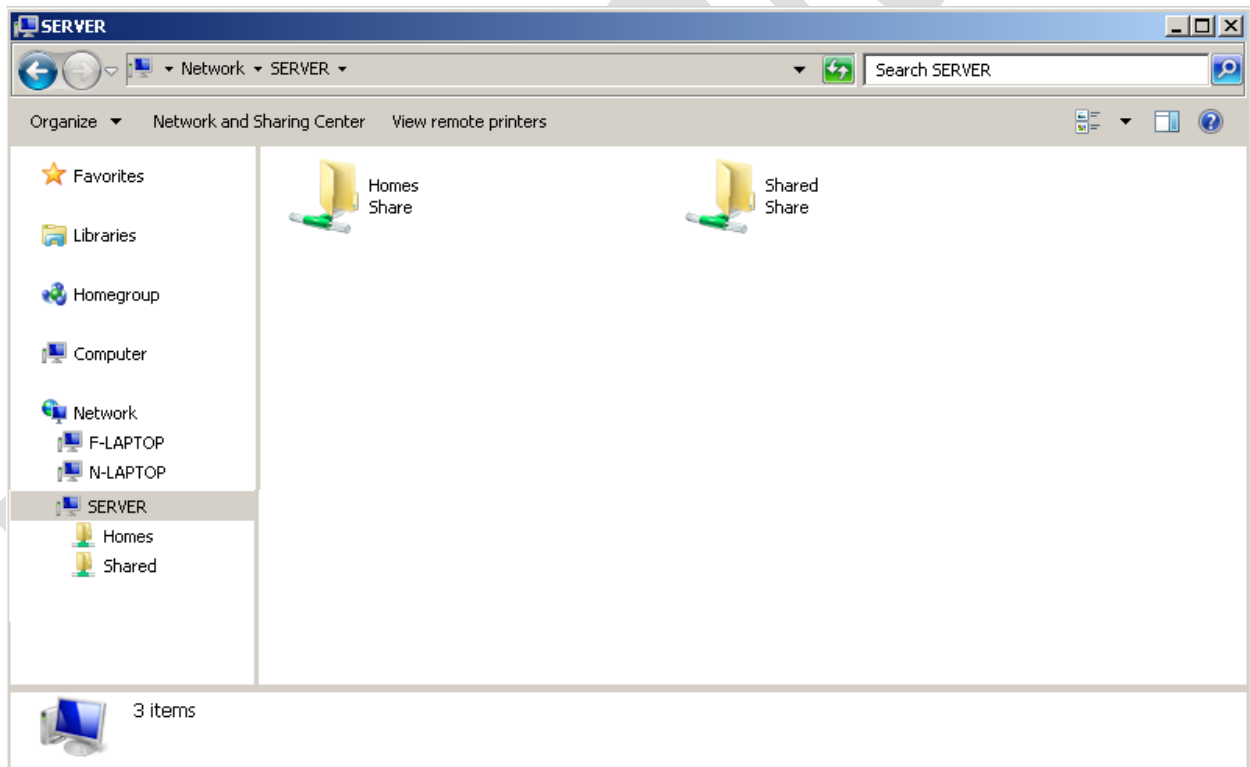 SERVER
Network SERVER
Search SERVER
Organize Network and Sharing Center View remote printers
Favorites
Libraries
Homegroup
Computer
Network
F-LAPTOP
N-LAPTOP
SERVER
Homes
Shared
Homes
Share
Shared
Share
3 items